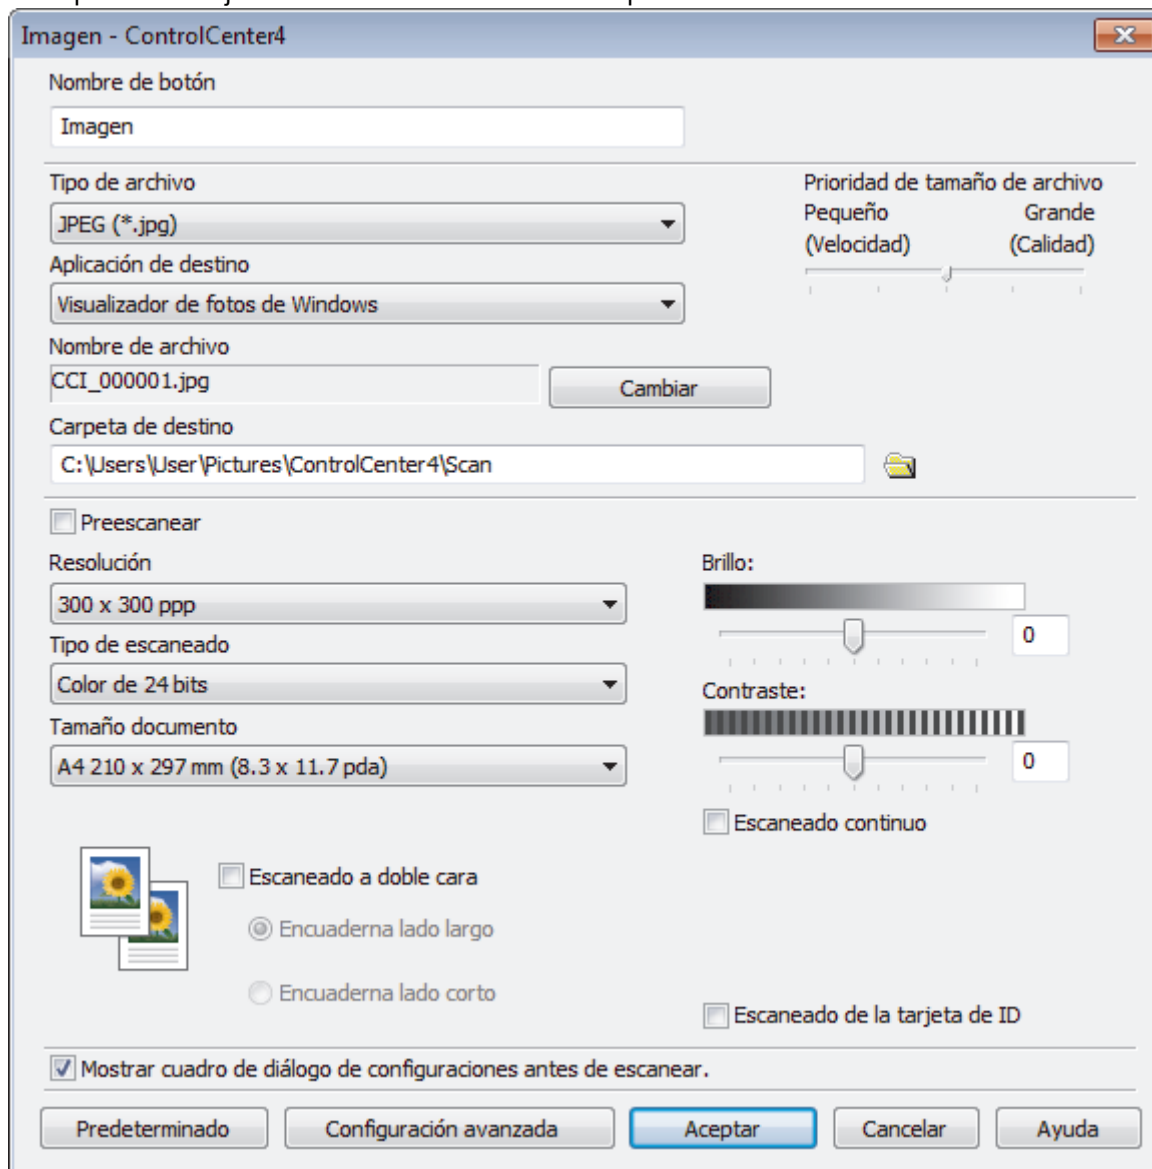 Imagen - ControlCenter4
Nombre de botón
Imagen
Tipo de archivo
JPEG (*.jpg)
Prioridad de tamaño de archivo
Pequeño Grande
(Velocidad) (Calidad)
Aplicación de destino
Visualizador de fotos de Windows
Nombre de archivo
CCI_000001.jpg
Cambiar
Carpeta de destino
C:\Users\User\Pictures\ControlCenter4\Scan
Preescanear
Resolución
300 x 300 ppp
Tipo de escaneado
Color de 24 bits
Tamaño documento
A4 210 x 297 mm (8.3 x 11.7 pda)
Brillo:
0
Contraste:
0
Escaneado continuo
Escaneado a doble cara
Encuaderna lado largo
Encuaderna lado corto
Escaneado de la tarjeta de ID
Mostrar cuadro de diálogo de configuraciones antes de escanear.
Predeterminado Configuración avanzada Aceptar Cancelar Ayuda